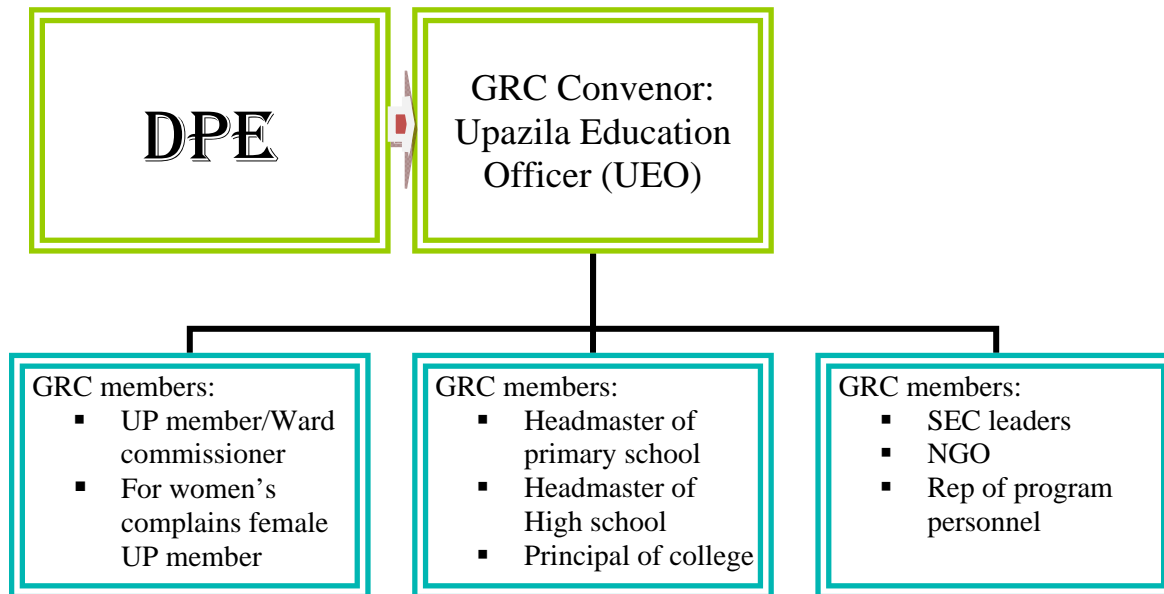 DPE
GRC Convenor:
Upazila Education
Officer (UEO)
GRC members:
▪ UP member/Ward
commissioner
▪ For women’s
complains female
UP member
GRC members:
▪ Headmaster of
primary school
▪ Headmaster of
High school
▪ Principal of college
GRC members:
▪ SEC leaders
▪ NGO
▪ Rep of program
personnel